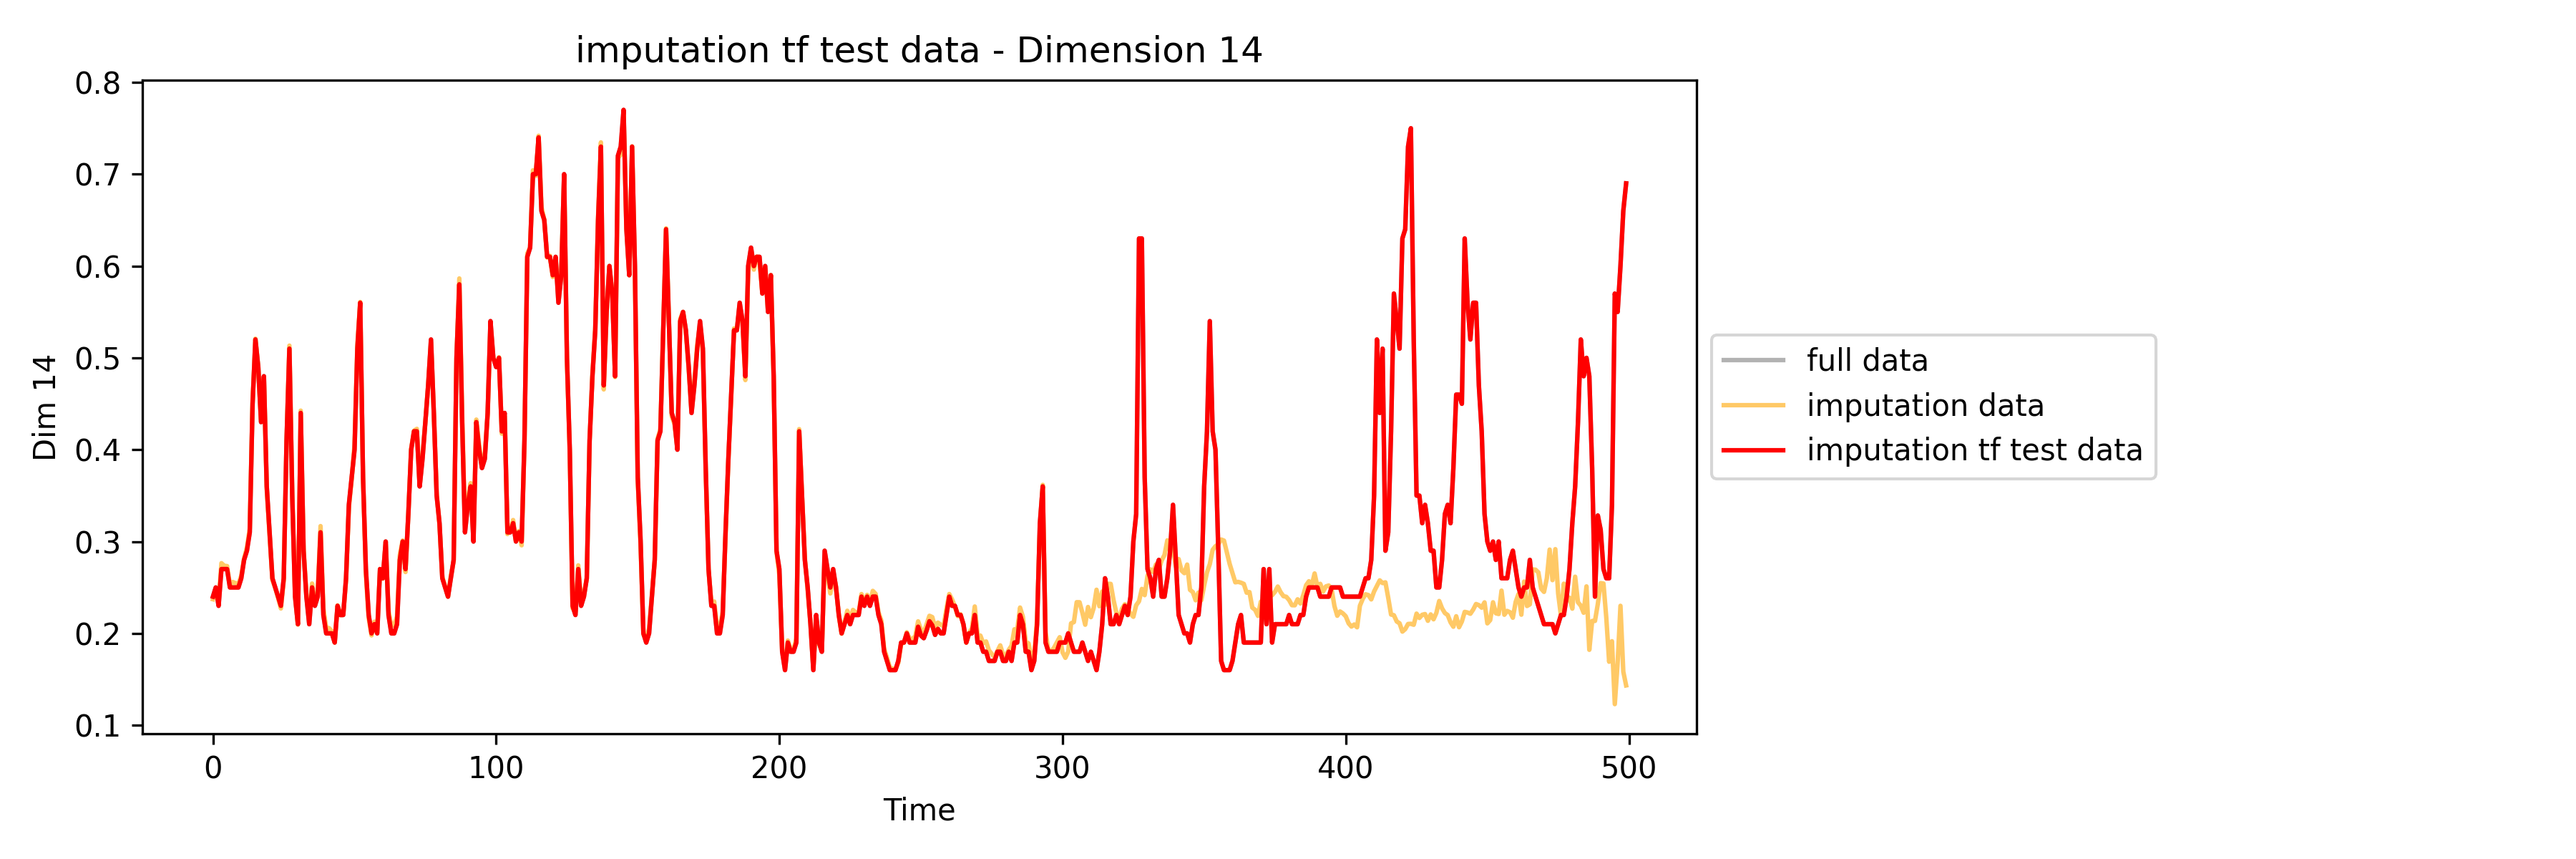 imputation tf test data - Dimension 14
0.8
0.7
0.6
0.5
0.4
0.3
0.2
0.1
Dim 14
0 100 200 300 400 500
Time
full data
imputation data
imputation tf test data